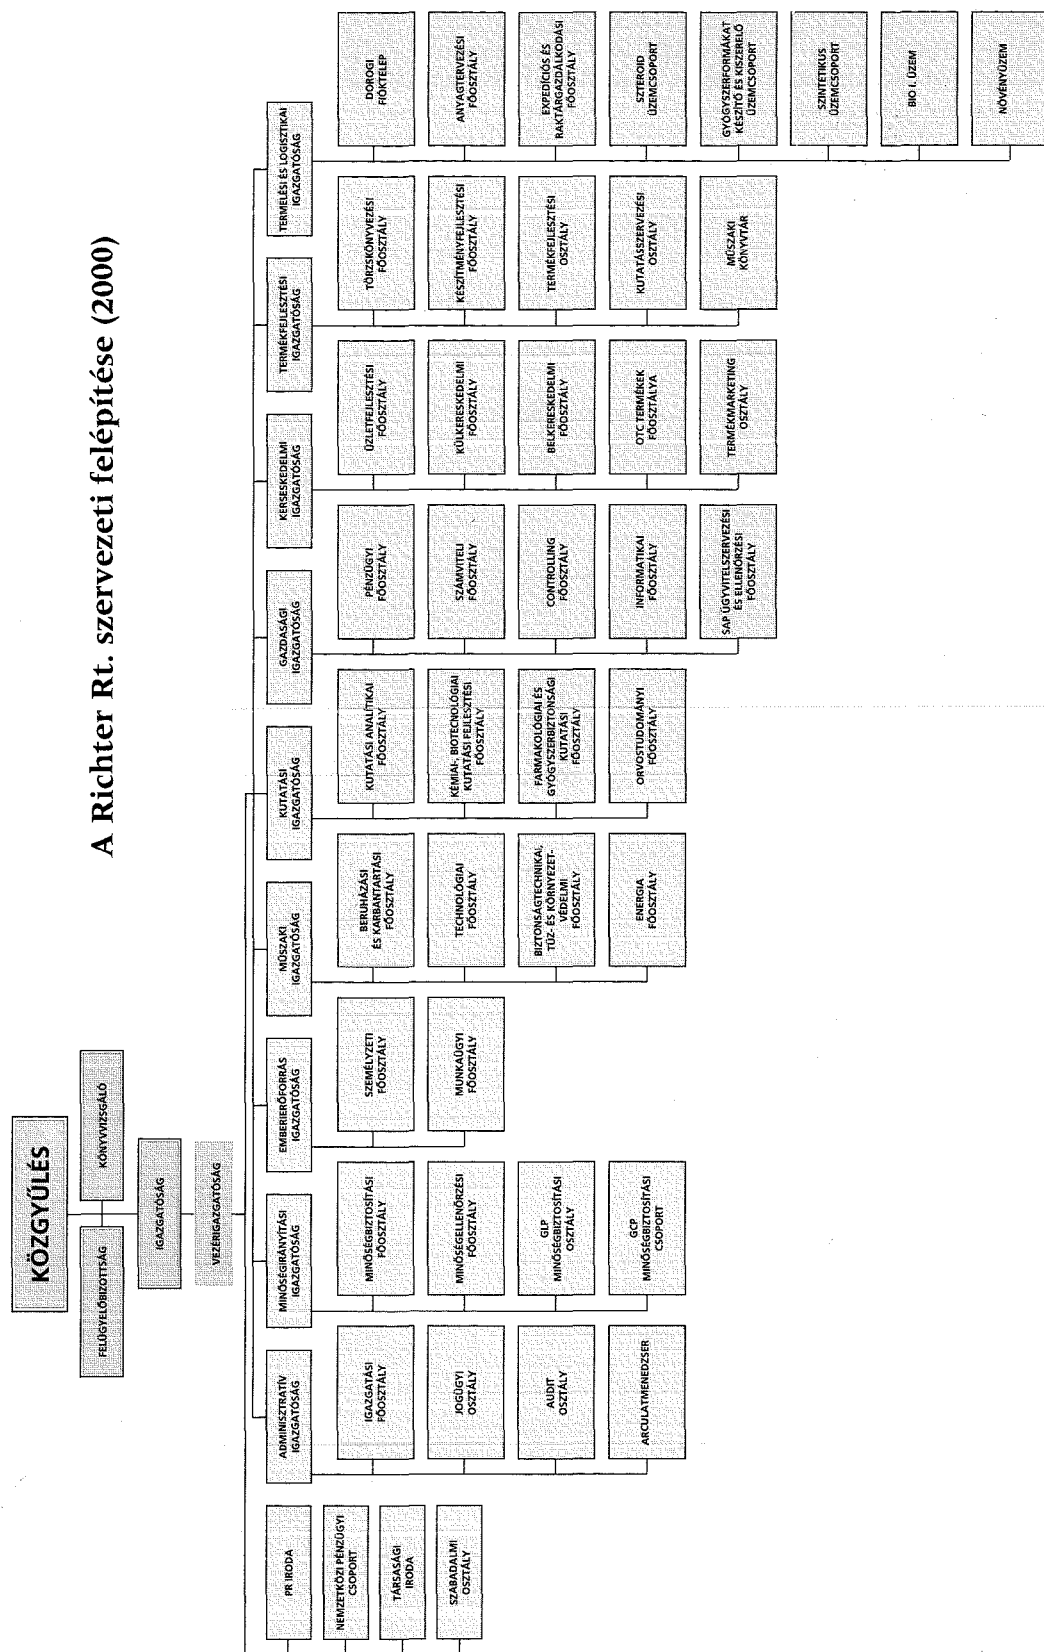 A Richter Rt. szervezeti felépítése (2000)
KÖZGYŰLÉS
FELÜGYELŐBIZOTTSÁG
KÖNYVVIZSGÁLÓ
IGAZGATÓSÁG
VEZÉRIGAZGATÓSÁG
PR IRODA
NEMZETKÖZI PÉNZÜGYI
CSOPORT
TÁRSASÁGI
IRODA
SZABADALMI
OSZTÁLY
ADMINISZTRATÍV
IGAZGATÓSÁG
IGAZGATÁSI
FŐOSZTÁLY
JOGÜGYI
OSZTÁLY
AUDIT
OSZTÁLY
ARCULATMENEDZSER
MINŐSÉGIRÁNYÍTÁSI
IGAZGATÓSÁG
MINŐSÉGBIZTOSÍTÁSI
FŐOSZTÁLY
MINŐSÉGELLENŐRZÉSI
FŐOSZTÁLY
GLP
MINŐSÉGBIZTOSÍTÁSI
OSZTÁLY
GCP
MINŐSÉGBIZTOSÍTÁSI
CSOPORT
EMBERIERŐFORRÁS
IGAZGATÓSÁG
SZEMÉLYZETI
FŐOSZTÁLY
MUNKAÜGYI
FŐOSZTÁLY
MŰSZAKI
IGAZGATÓSÁG
BERUHÁZÁSI
ÉS KARBANTARTÁSI
FŐOSZTÁLY
TECHNOLÓGIAI
FŐOSZTÁLY
BIZTONSÁGTECHNIKAI,
TŰZ- ÉS KÖRNYEZET-
VÉDELMI
FŐOSZTÁLY
ENERGIA
FŐOSZTÁLY
KUTATÁSI
IGAZGATÓSÁG
KUTATÁSI ANALITIKAI
FŐOSZTÁLY
KÉMIAI-, BIOTECNOLÓGIAI
KUTATÁSI FEJLESZTÉSI
FŐOSZTÁLY
FARMAKOLÓGIAI ÉS
GYÓGYSZERBIZTONSÁGI
KUTATÁSI
FŐOSZTÁLY
ORVOSTUDOMÁNYI
FŐOSZTÁLY
GAZDASÁGI
IGAZGATÓSÁG
PÉNZÜGYI
FŐOSZTÁLY
SZÁMVITELI
FŐOSZTÁLY
CONTROLLING
FŐOSZTÁLY
INFORMATIKAI
FŐOSZTÁLY
SAP ÜGYVITELSZERVEZÉSI
ÉS ELLENŐRZÉSI
FŐOSZTÁLY
KERSESKEDELMI
IGAZGATÓSÁG
ÜZLETFEJLESZTÉSI
FŐOSZTÁLY
KÜLKERESKEDELMI
FŐOSZTÁLY
BELKERESKEDELMI
FŐOSZTÁLY
OTC TERMÉKEK
FŐOSZTÁLYA
TERMÉKMARKETING
OSZTÁLY
TERMÉKFEJLESZTÉSI
IGAZGATÓSÁG
TÖRZSKÖNYVEZÉSI
FŐOSZTÁLY
KÉSZÍTMÉNYFEJLESZTÉSI
FŐOSZTÁLY
TERMÉKFEJLESZTÉSI
OSZTÁLY
KUTATÁSSZERVEZÉSI
OSZTÁLY
MŰSZAKI
KÖNYVTÁR
TERMELÉSI ÉS LOGISZTIKAI
IGAZGATÓSÁG
DOROGI
FIÓKTELEP
ANYAGTERVEZÉSI
FŐOSZTÁLY
EXPEDÍCIÓS ÉS
RAKTÁRGAZDÁLKODÁSI
FŐOSZTÁLY
SZTEROID
ÜZEMCSOPORT
GYÓGYSZERFORMÁKAT
KÉSZÍTŐ ÉS KISZERELŐ
ÜZEMCSOPORT
SZINTETIKUS
ÜZEMCSOPORT
BIO I. ÜZEM
NÖVÉNYÜZEM